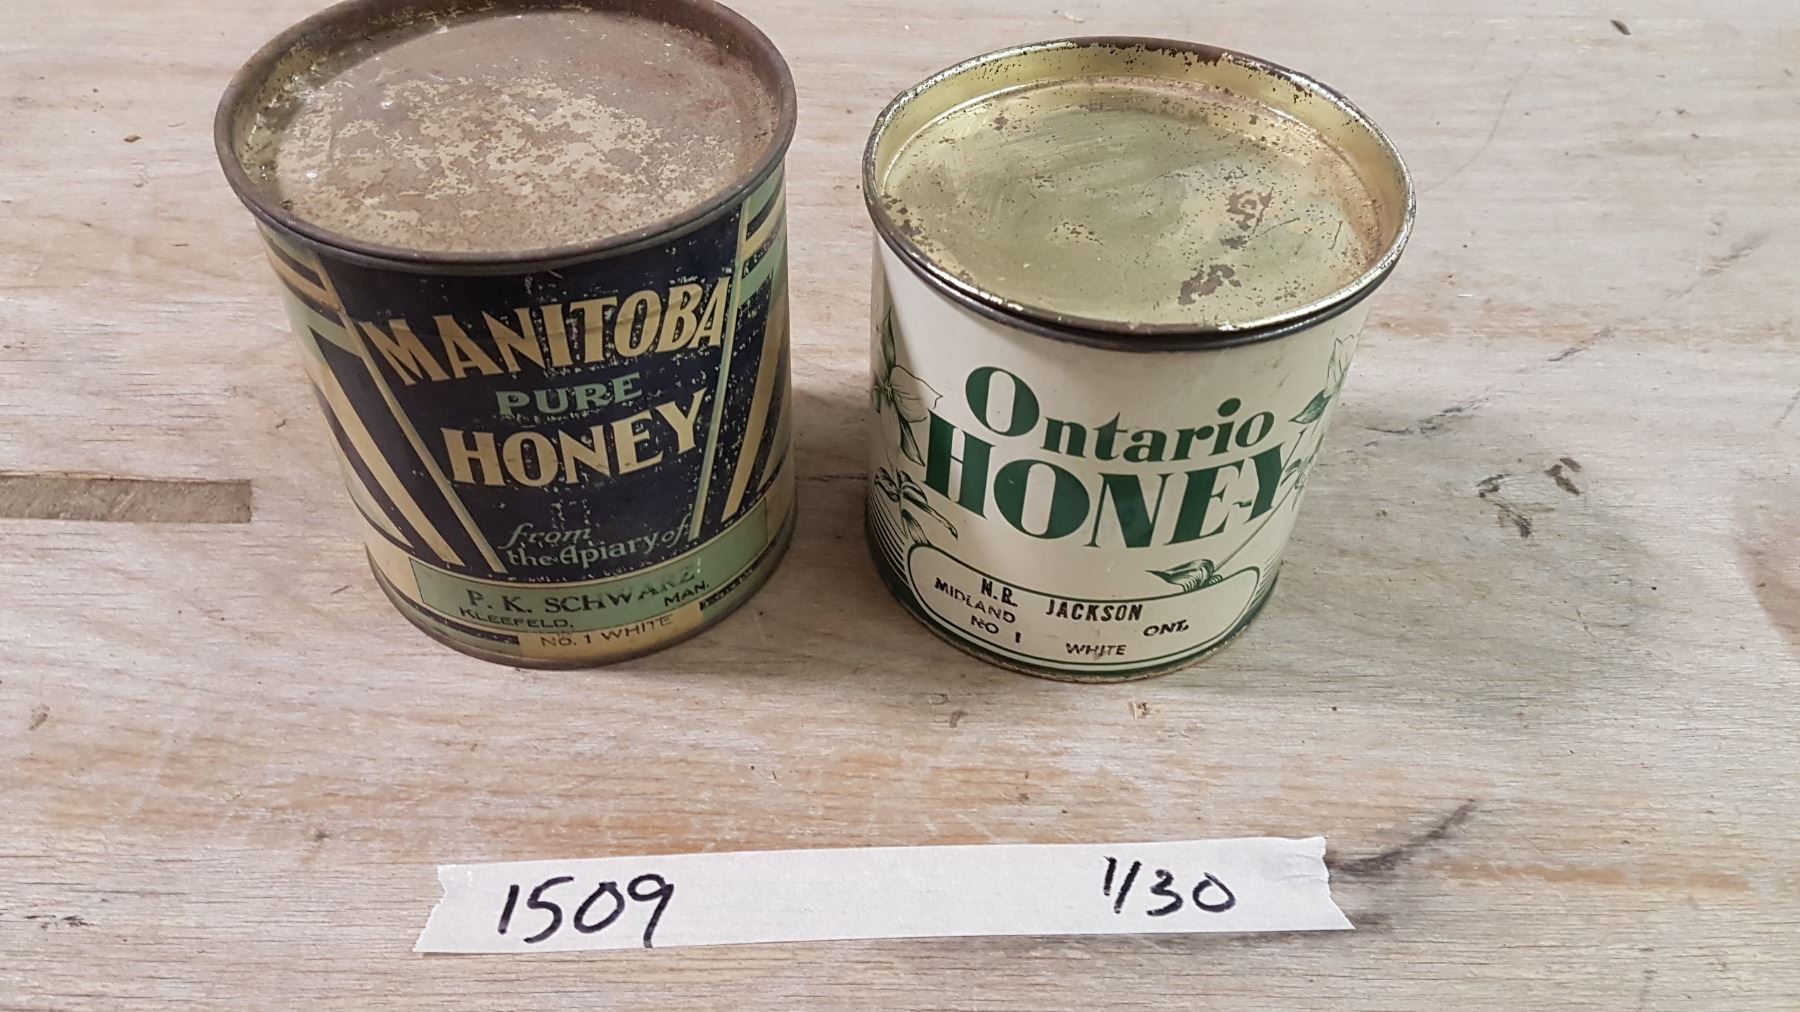 MANITOBA
PURE
HONEY
from
the Apiary of
P. K. SCHWARZ
KLEEFELD, MAN.
NO. 1 WHITE
Ontario
HONEY
N.R. JACKSON
MIDLAND ONT.
NO 1 WHITE
1509 1/30